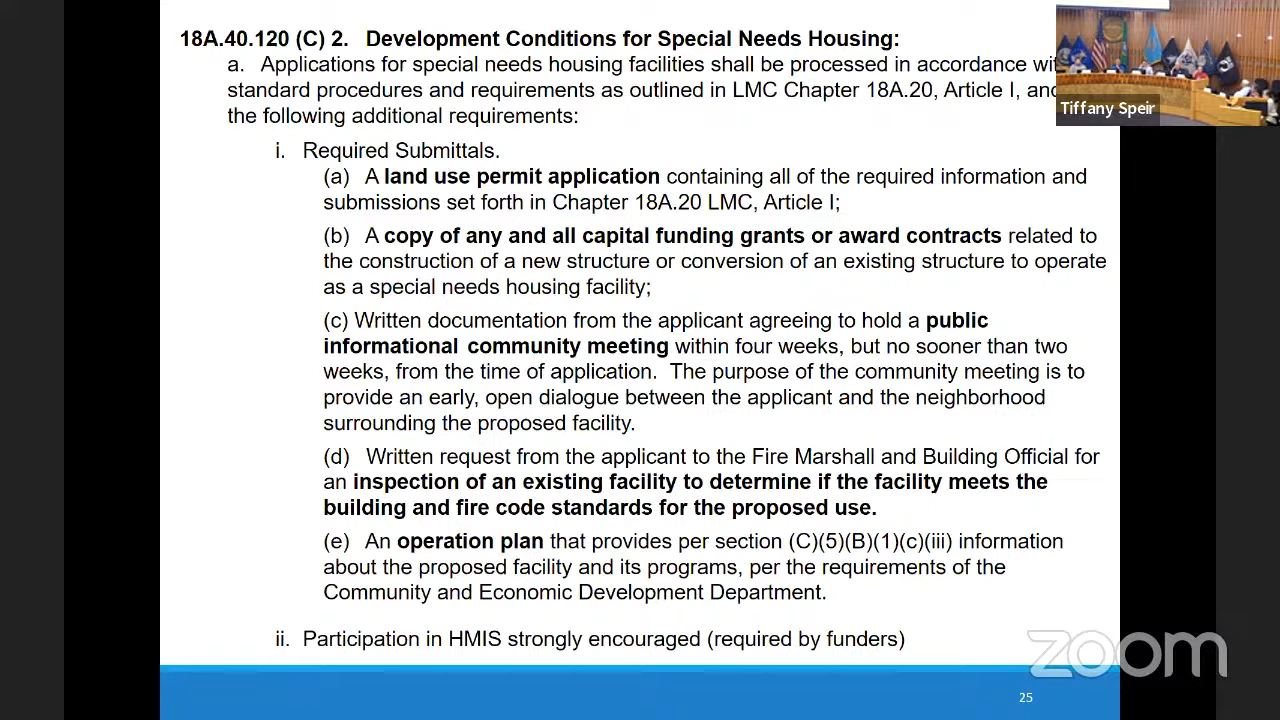 18A.40.120 (C) 2. Development Conditions for Special Needs Housing:
a. Applications for special needs housing facilities shall be processed in accordance wi
standard procedures and requirements as outlined in LMC Chapter 18A.20, Article I, and
the following additional requirements:
Tiffany Speir
i. Required Submittals.
(a) A land use permit application containing all of the required information and
submissions set forth in Chapter 18A.20 LMC, Article I;
(b) A copy of any and all capital funding grants or award contracts related to
the construction of a new structure or conversion of an existing structure to operate
as a special needs housing facility;
(c) Written documentation from the applicant agreeing to hold a public
informational community meeting within four weeks, but no sooner than two
weeks, from the time of application. The purpose of the community meeting is to
provide an early, open dialogue between the applicant and the neighborhood
surrounding the proposed facility.
(d) Written request from the applicant to the Fire Marshall and Building Official for
an inspection of an existing facility to determine if the facility meets the
building and fire code standards for the proposed use.
(e) An operation plan that provides per section (C)(5)(B)(1)(c)(iii) information
about the proposed facility and its programs, per the requirements of the
Community and Economic Development Department.
ii. Participation in HMIS strongly encouraged (required by funders)
zoom
25